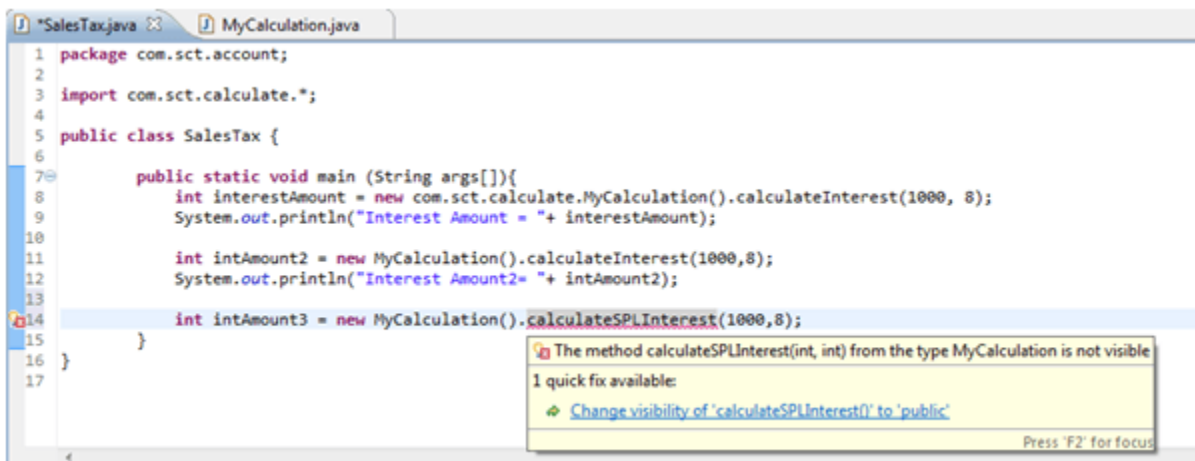 *SalesTax.java MyCalculation.java
1 package com.sct.account;
2
3 import com.sct.calculate.*;
4
5 public class SalesTax {
6
7 public static void main (String args[]){
8 int interestAmount = new com.sct.calculate.MyCalculation().calculateInterest(1000, 8);
9 System.out.println("Interest Amount = "+ interestAmount);
10
11 int intAmount2 = new MyCalculation().calculateInterest(1000,8);
12 System.out.println("Interest Amount2= "+ intAmount2);
13
14 int intAmount3 = new MyCalculation().calculateSPLInterest(1000,8);
15 }
16 }
17
The method calculateSPLInterest(int, int) from the type MyCalculation is not visible
1 quick fix available:
Change visibility of 'calculateSPLInterest()' to 'public'
Press 'F2' for focus